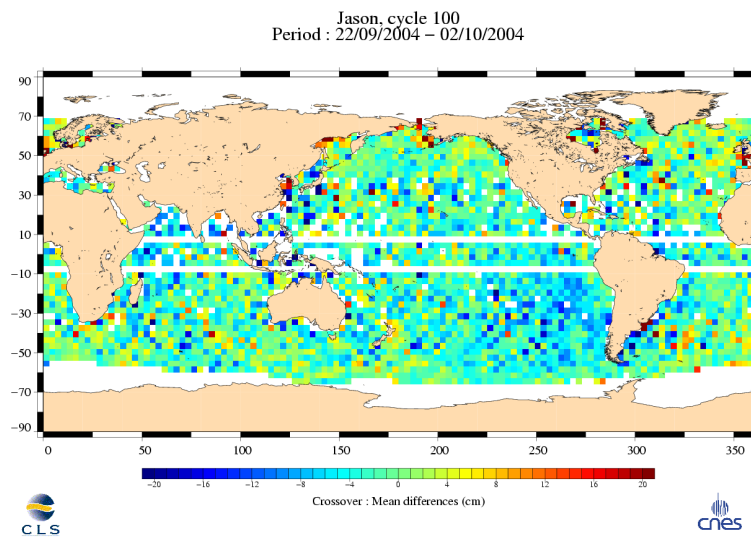 Jason, cycle 100
Period : 22/09/2004 − 02/10/2004
90
70
50
30
10
−10
−30
−50
−70
−90
0 50 100 150 200 250 300 350
−20 −16 −12 −8 −4 0 4 8 12 16 20
Crossover : Mean differences (cm)
CLS
cnes